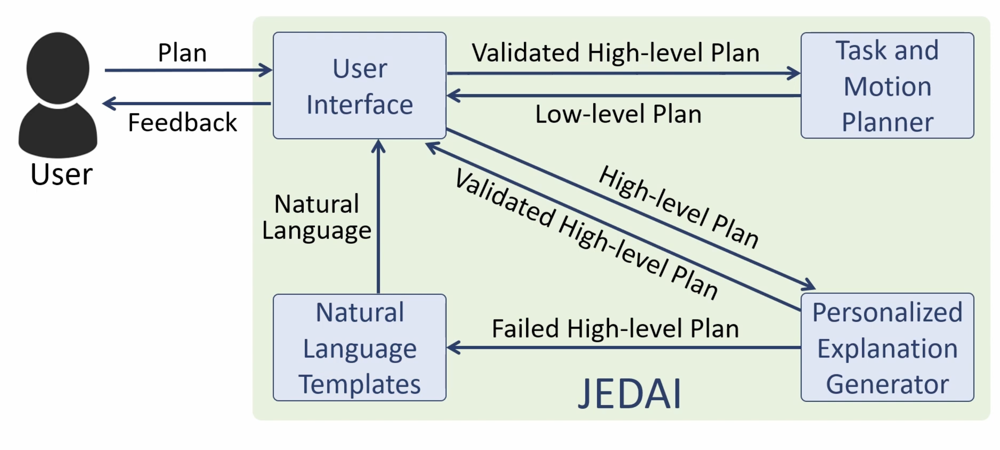 Plan
Feedback
User
User
Interface
Validated High-level Plan
Low-level Plan
Task and
Motion
Planner
High-level Plan
Validated High-level Plan
Natural
Language
Natural
Language
Templates
Failed High-level Plan
Personalized
Explanation
Generator
JEDAI